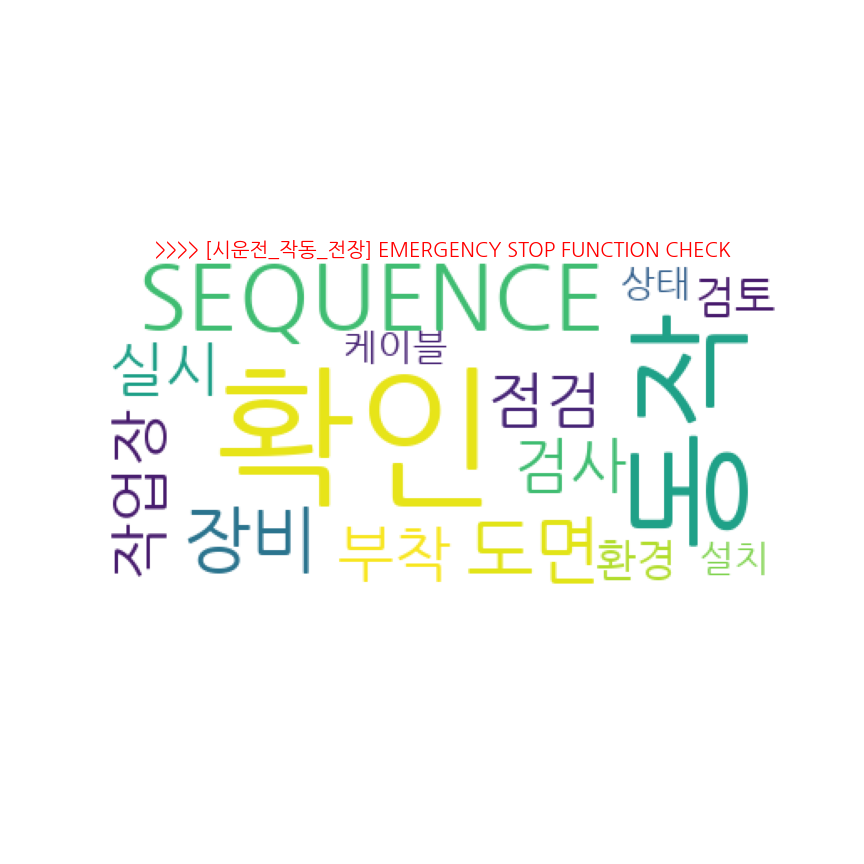 >>>> [시운전_작동_전장] EMERGENCY STOP FUNCTION CHECK
SEQUENCE
상태
검토
케이블
실시
확인
점검
동작
작업장
검사
장비
부착
도면
환경
설치